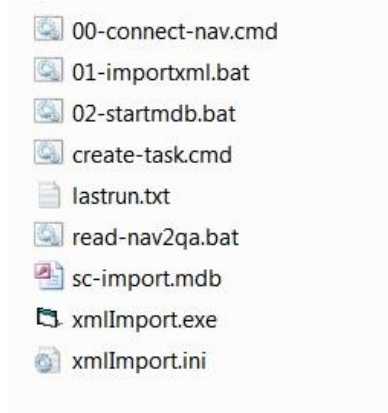 00-connect-nav.cmd
01-importxml.bat
02-startmdb.bat
create-task.cmd
lastrun.txt
read-nav2qa.bat
sc-import.mdb
xmlImport.exe
xmlImport.ini